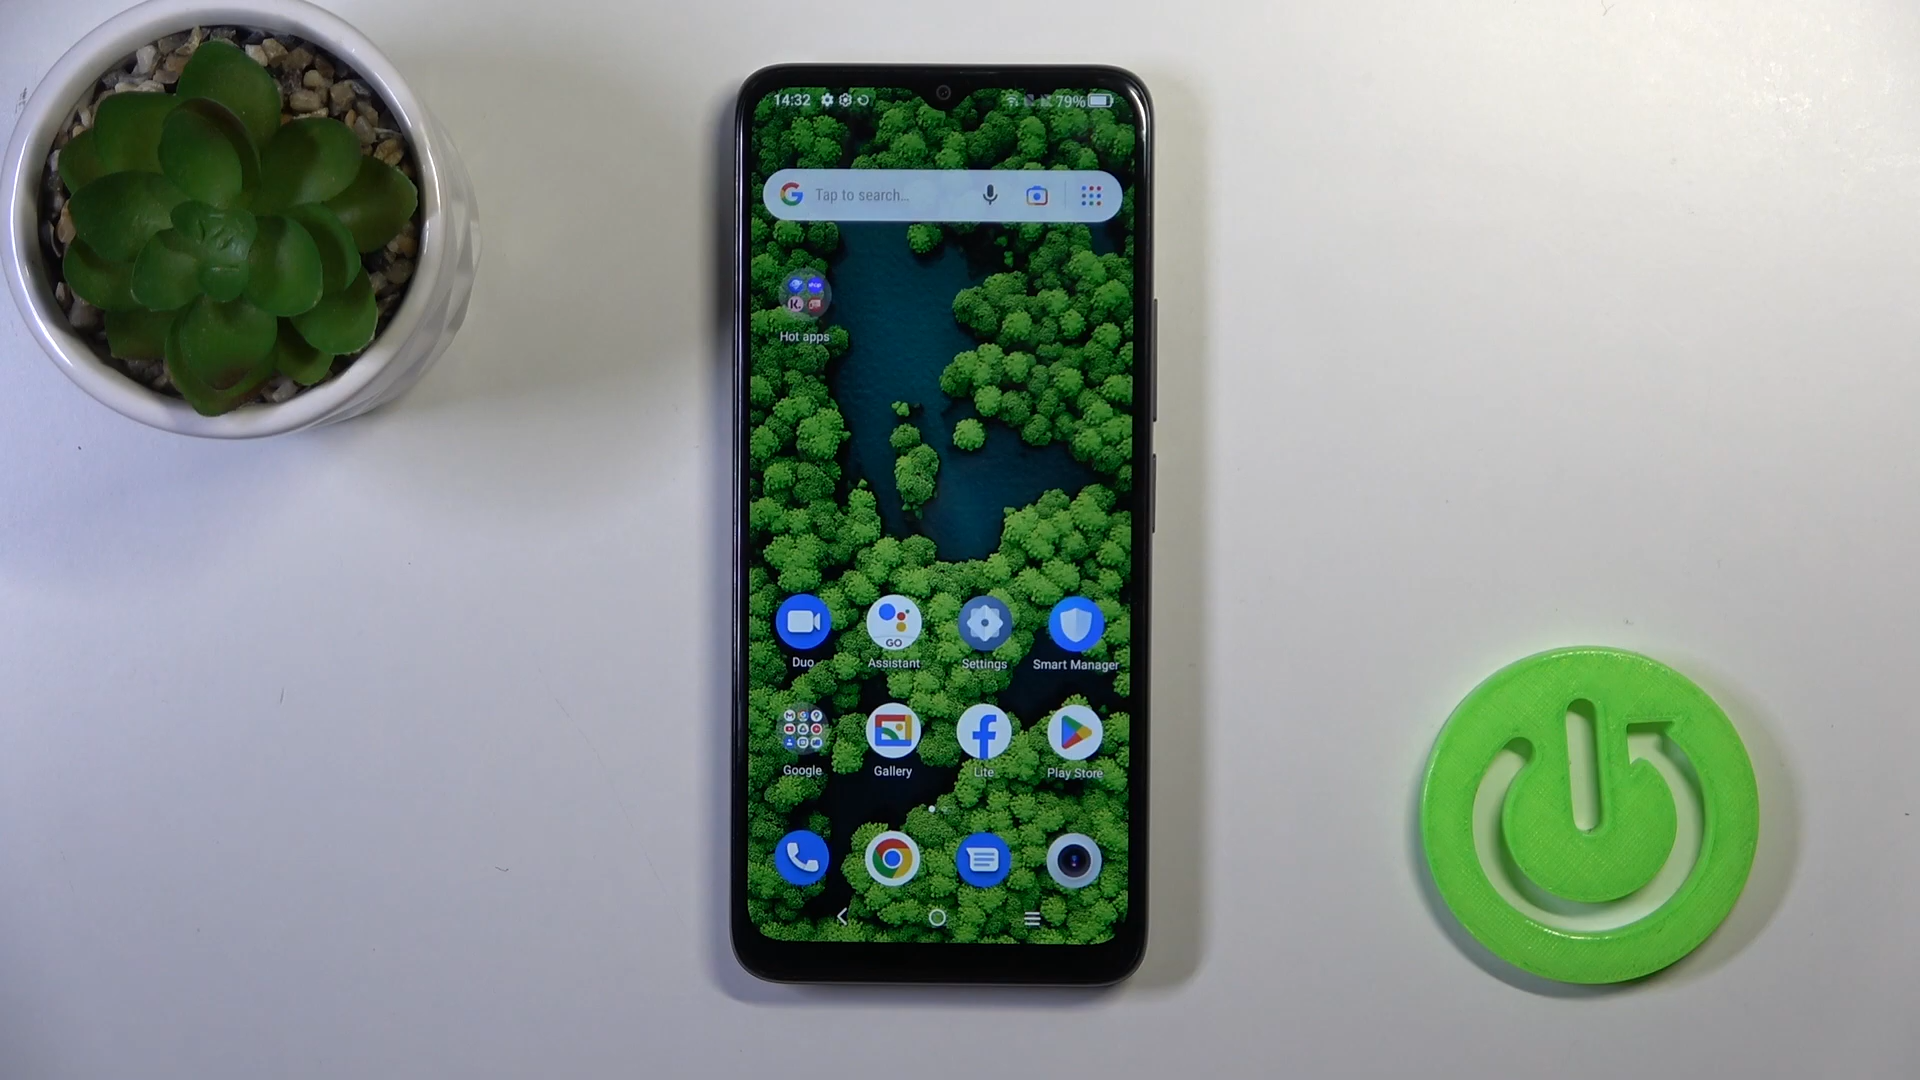 14:32 79%
Tap to search...
Hot apps
GO
Duo Assistant Settings Smart Manager
Google Gallery Lite Play Store